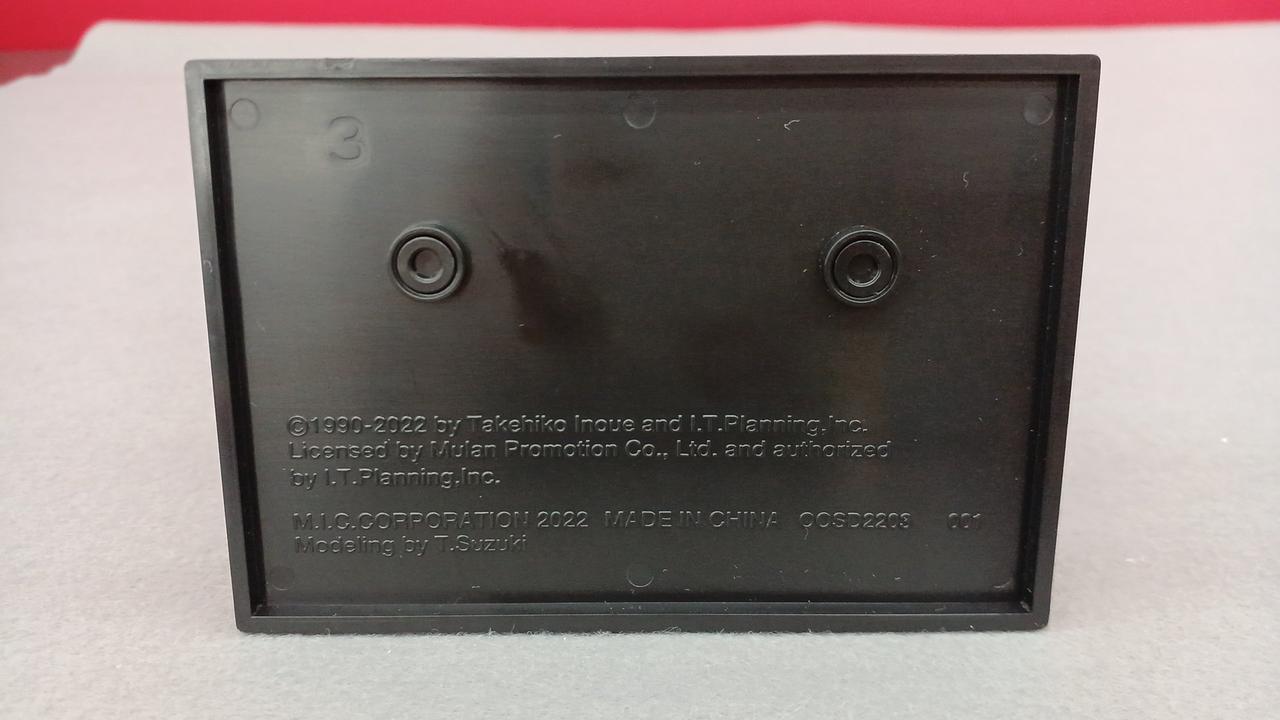 3
©1990-2022 by Takehiko Inoue and I.T.Planning,Inc.
Licensed by Mulan Promotion Co., Ltd. and authorized
by I.T.Planning,Inc.
M.I.C.CORPORATION 2022 MADE IN CHINA QOSD2203 001
Modeling by T.Suzuki